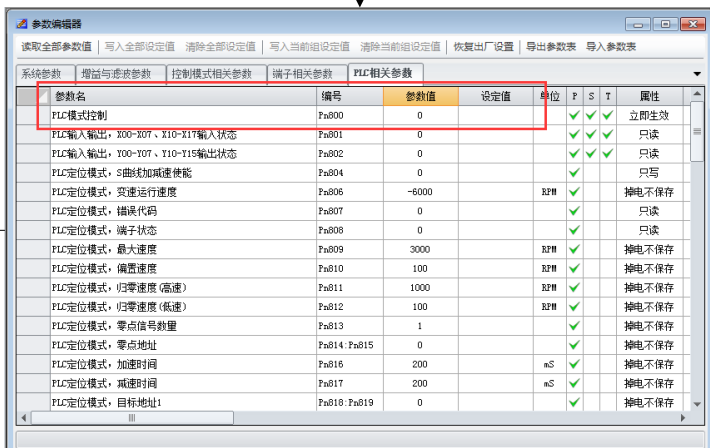 参数编辑器
读取全部参数值 写入全部设定值 清除全部设定值 写入当前组设定值 清除当前组设定值 恢复出厂设置 导出参数表 导入参数表
系统参数 增益与滤波参数 控制模式相关参数 端子相关参数 PLC相关参数
参数名 编号 参数值 设定值 单位 P S T 属性
PLC模式控制 Pn800 0 立即生效
PLC输入输出，X00-X07、X10-X17输入状态 Pn801 0 只读
PLC输入输出，Y00-Y07、Y10-Y15输出状态 Pn802 0 只读
PLC定位模式，S曲线加减速使能 Pn804 0 只写
PLC定位模式，变速运行速度 Pn806 -6000 RPM 掉电不保存
PLC定位模式，错误代码 Pn807 0 只读
PLC定位模式，端子状态 Pn808 0 只读
PLC定位模式，最大速度 Pn809 3000 RPM 掉电不保存
PLC定位模式，偏置速度 Pn810 100 RPM 掉电不保存
PLC定位模式，归零速度(高速) Pn811 1000 RPM 掉电不保存
PLC定位模式，归零速度(低速) Pn812 100 RPM 掉电不保存
PLC定位模式，零点信号数量 Pn813 1 掉电不保存
PLC定位模式，零点地址 Pn814:Pn815 0 掉电不保存
PLC定位模式，加速时间 Pn816 200 mS 掉电不保存
PLC定位模式，减速时间 Pn817 200 mS 掉电不保存
PLC定位模式，目标地址1 Pn818:Pn819 0 掉电不保存